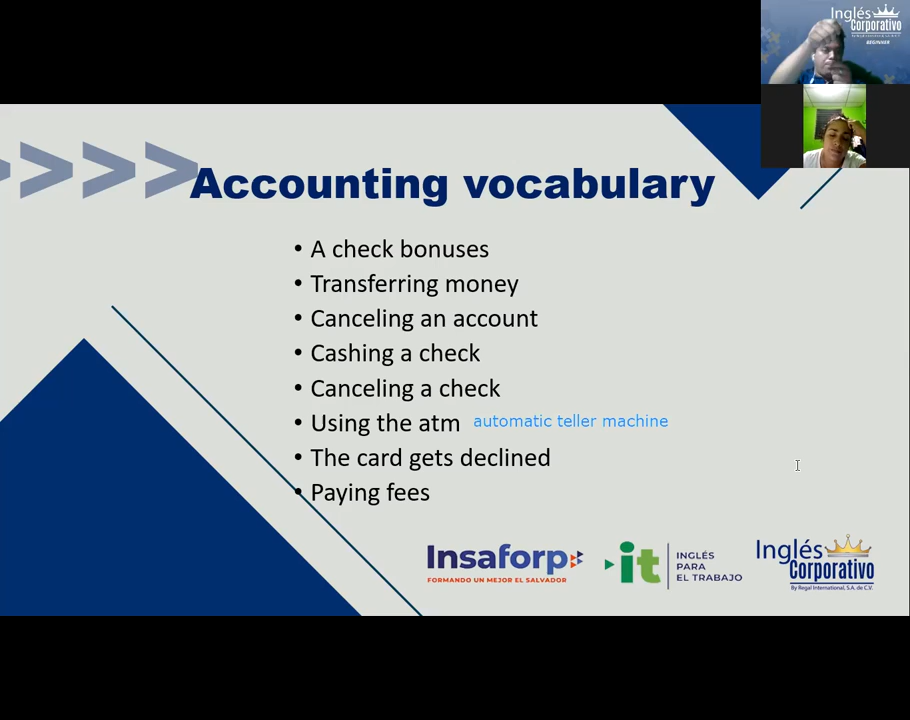 Inglés
Corporativo
BEGINNER
>>>>
Accounting vocabulary
• A check bonuses
• Transferring money
• Canceling an account
• Cashing a check
• Canceling a check
• Using the atm automatic teller machine
• The card gets declined
• Paying fees
Insaforp
FORMANDO UN MEJOR EL SALVADOR
it
INGLÉS
PARA
EL TRABAJO
Inglés
Corporativo
By Regal International, S.A. de C.V.